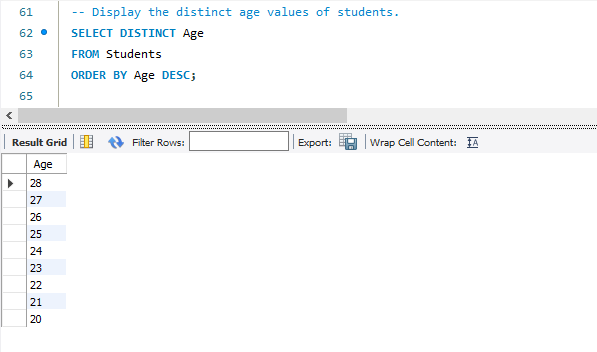 61 -- Display the distinct age values of students.
62 SELECT DISTINCT Age
63 FROM Students
64 ORDER BY Age DESC;
65
Result Grid Filter Rows: Export: Wrap Cell Content: IA
Age
28
27
26
25
24
23
22
21
20